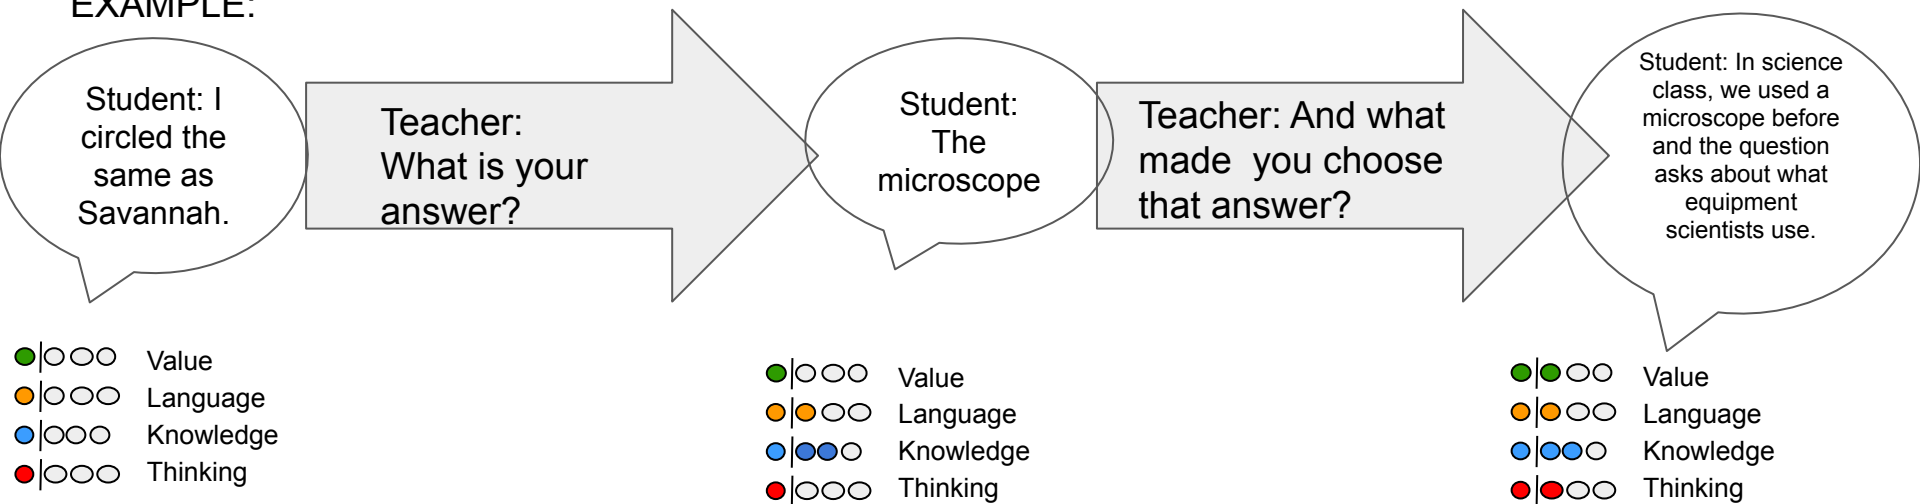 EXAMPLE:
Student: I
circled the
same as
Savannah.
Teacher:
What is your
answer?
Student:
The
microscope
Teacher: And what
made  you choose
that answer?
Student: In science
class, we used a
microscope before
and the question
asks about what
equipment
scientists use.
Value
Language
Knowledge
Thinking
Value
Language
Knowledge
Thinking
Value
Language
Knowledge
Thinking